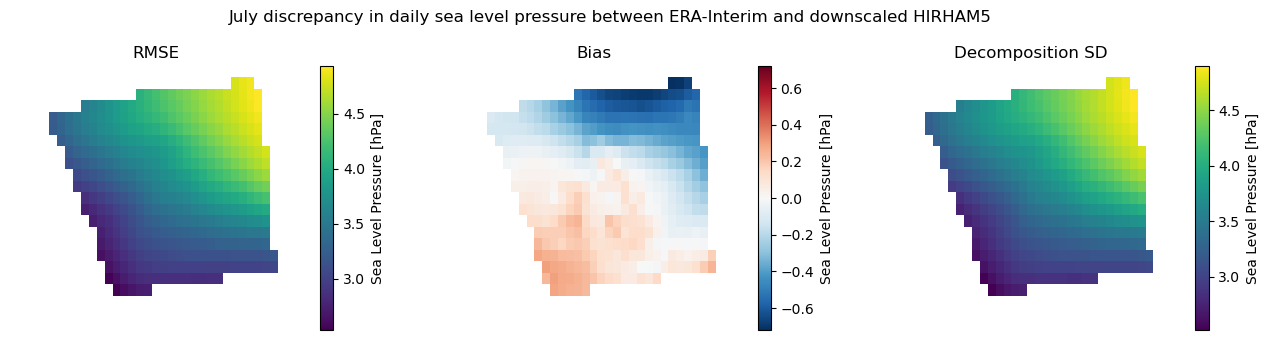 July discrepancy in daily sea level pressure between ERA-Interim and downscaled HIRHAM5
RMSE
4.5
4.0
3.5
3.0
Sea Level Pressure [hPa]
Bias
0.6
0.4
0.2
0.0
−0.2
−0.4
−0.6
Sea Level Pressure [hPa]
Decomposition SD
4.5
4.0
3.5
3.0
Sea Level Pressure [hPa]